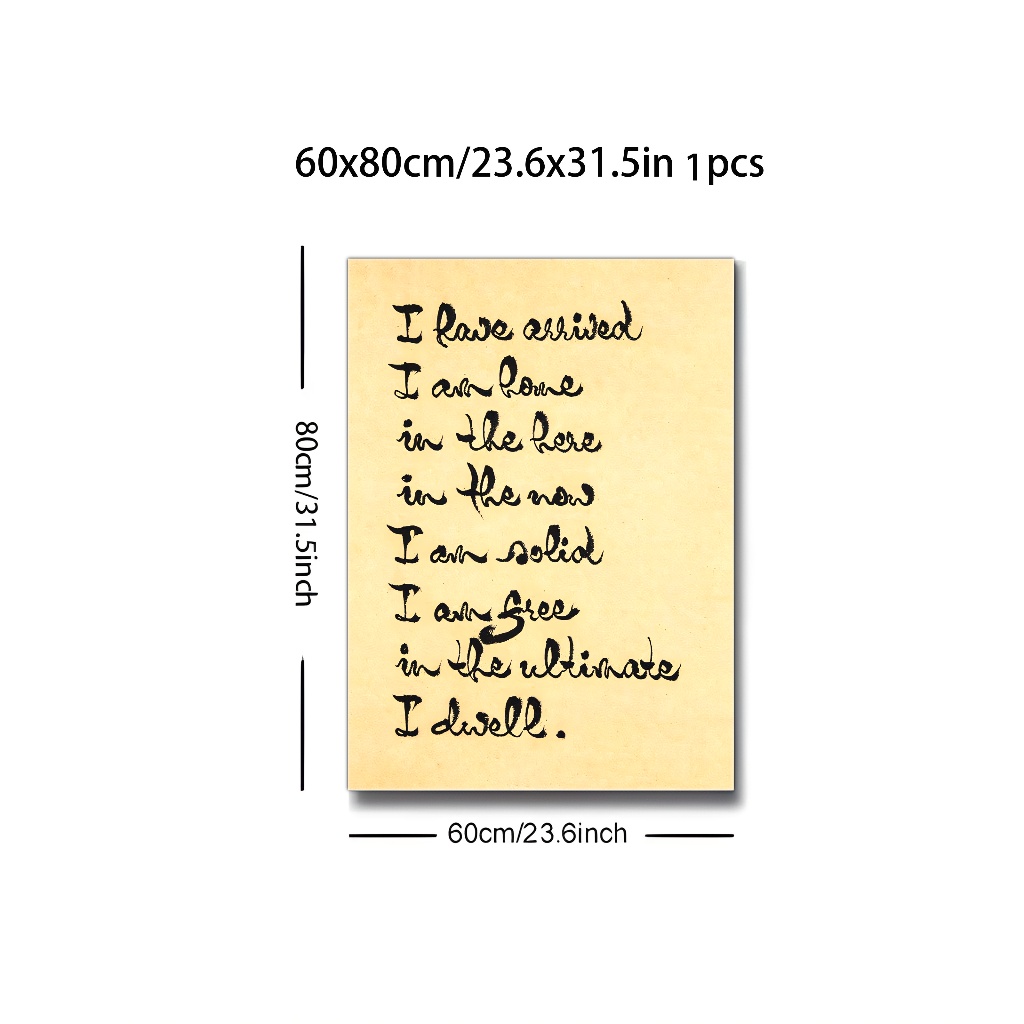 60x80cm/23.6x31.5in 1pcs
80cm/31.5inch
I have arrived
I am home
in the here
in the now
I am solid
I am free
in the ultimate
I dwell.
60cm/23.6inch